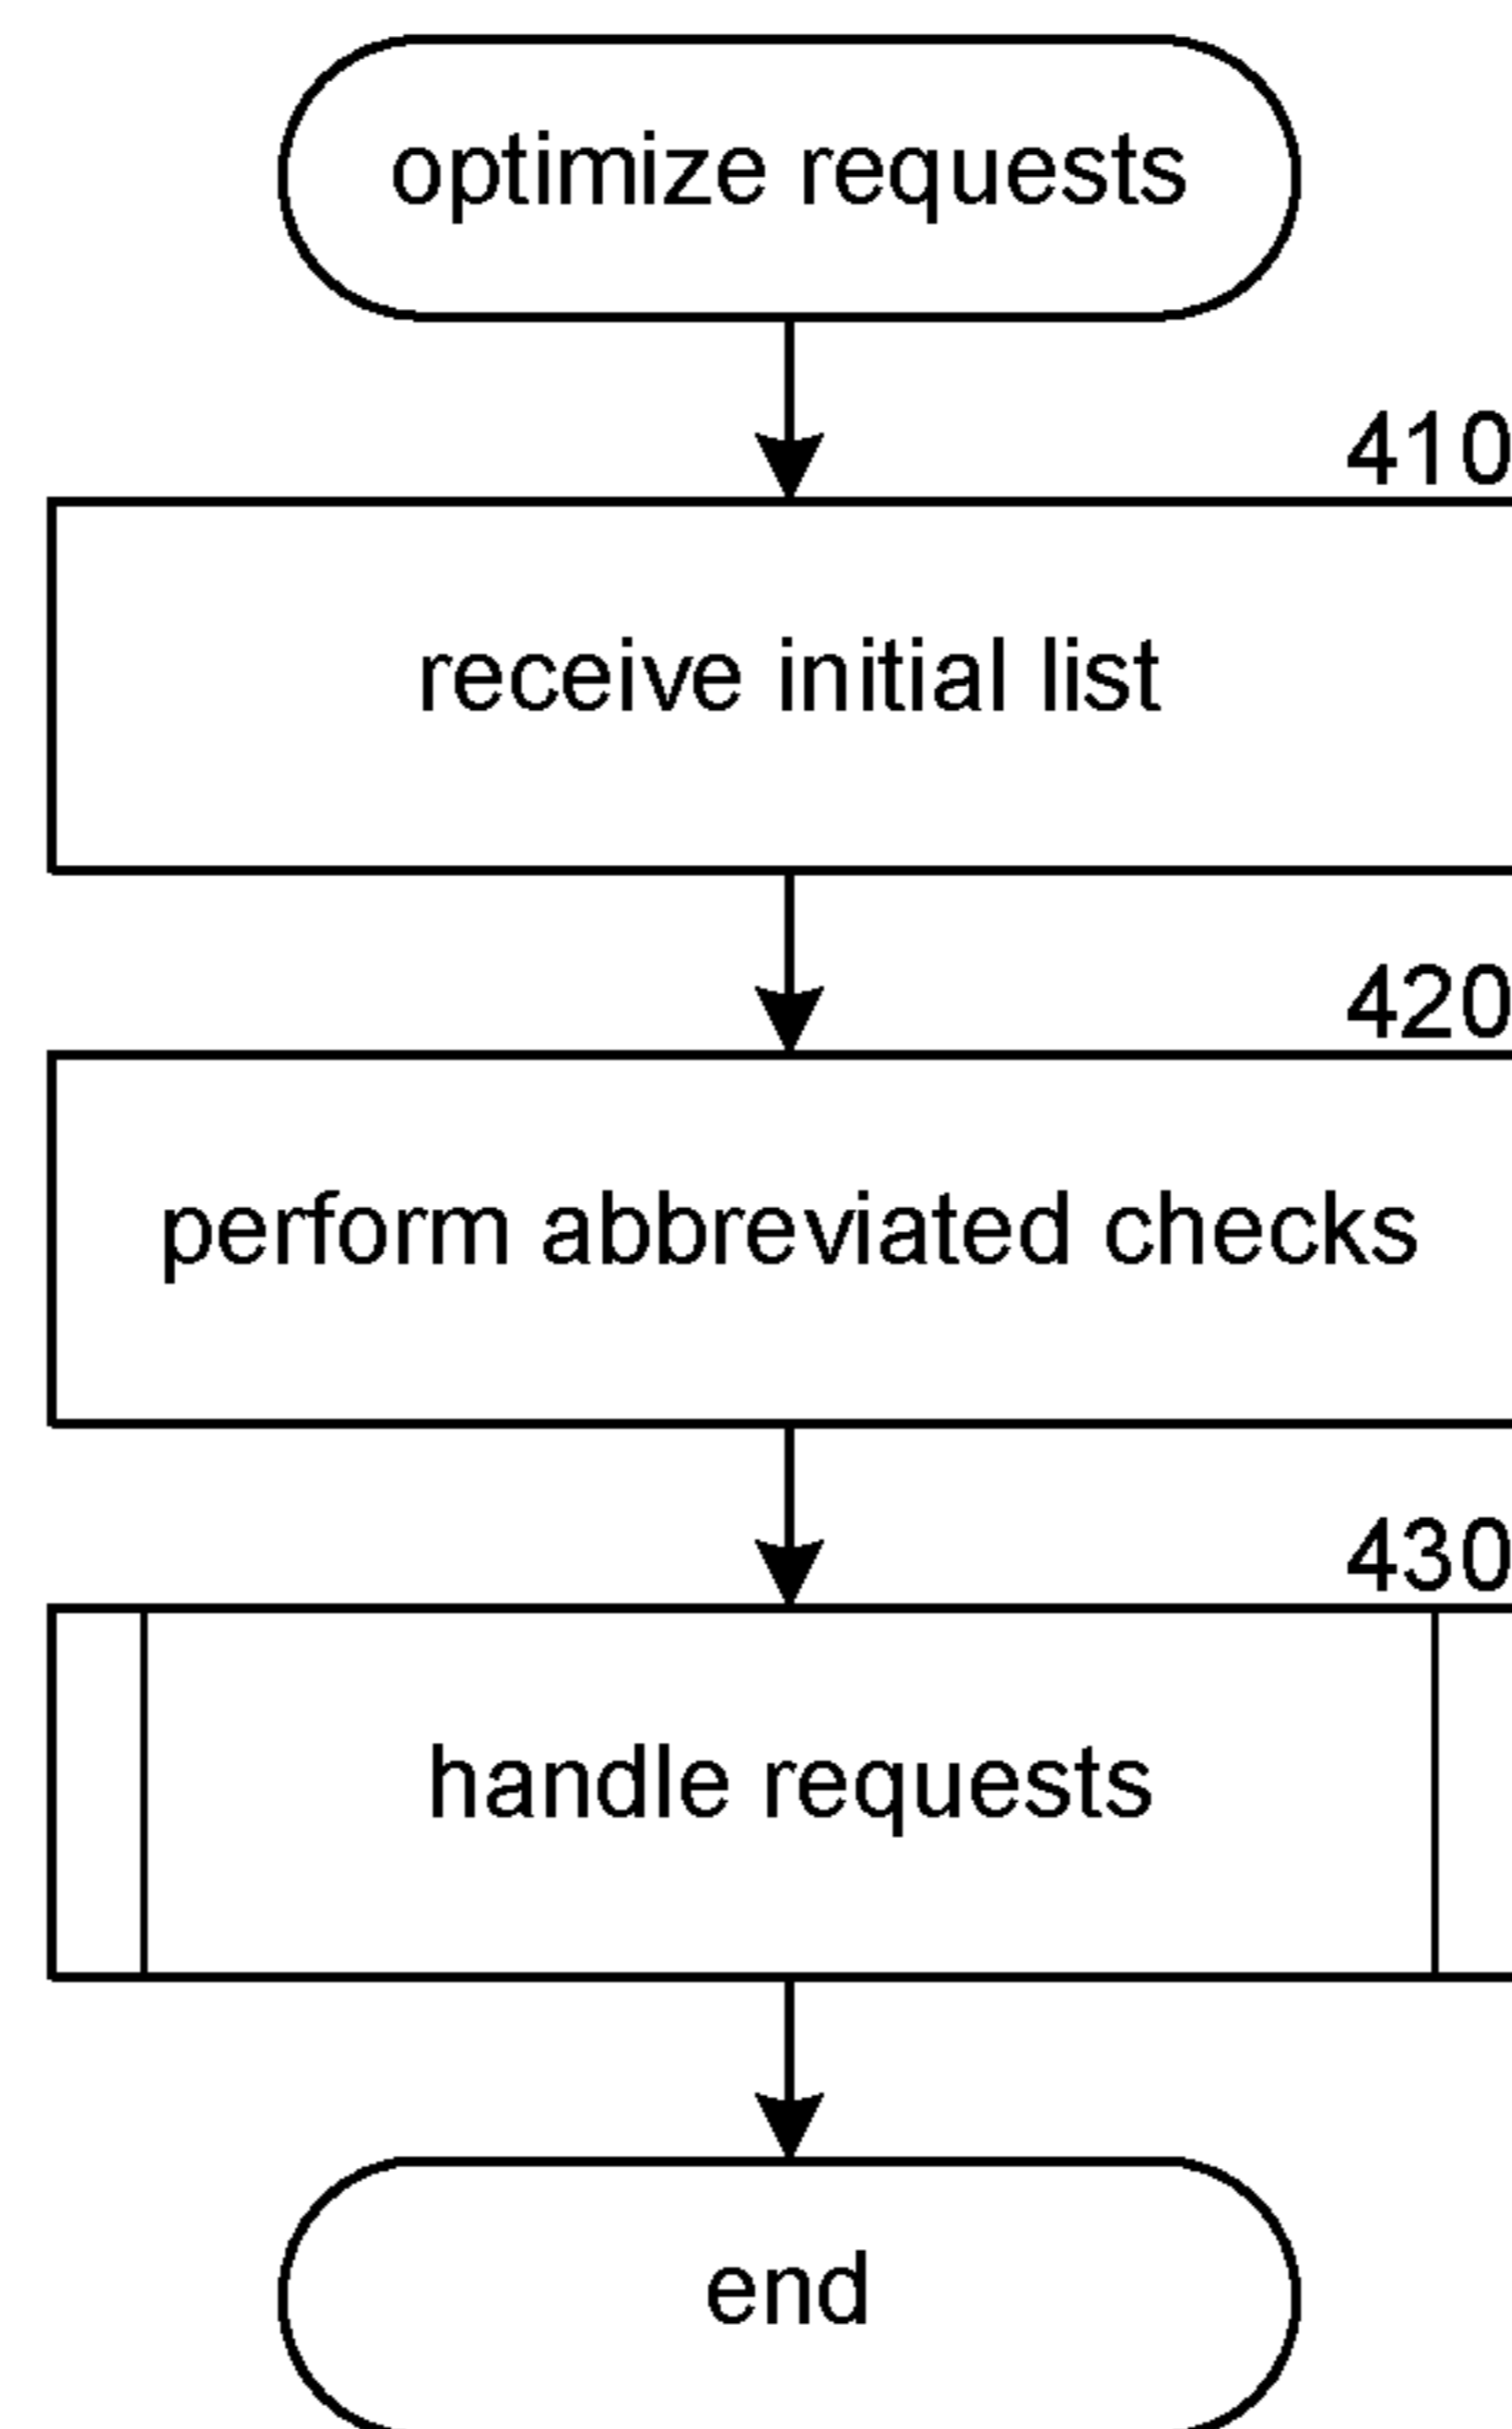 optimize requests
410
receive initial list
420
perform abbreviated checks
430
handle requests
end